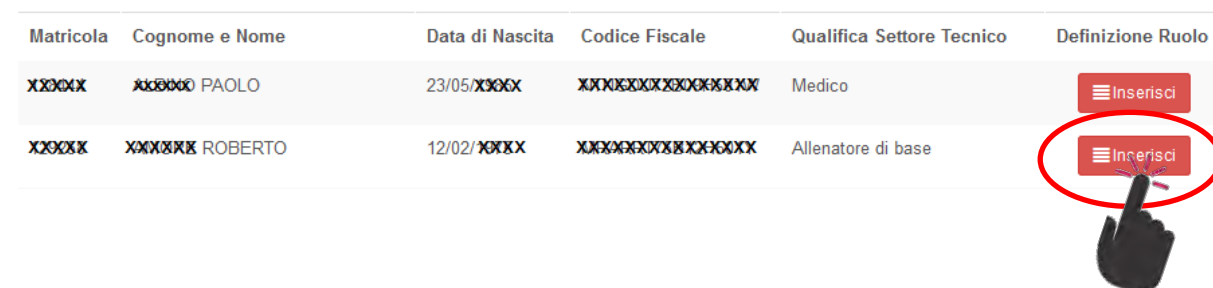 Matricola Cognome e Nome Data di Nascita Codice Fiscale Qualifica Settore Tecnico Definizione Ruolo
PAOLO 23/05/ Medico Inserisci
ROBERTO 12/02/ Allenatore di base Inserisci